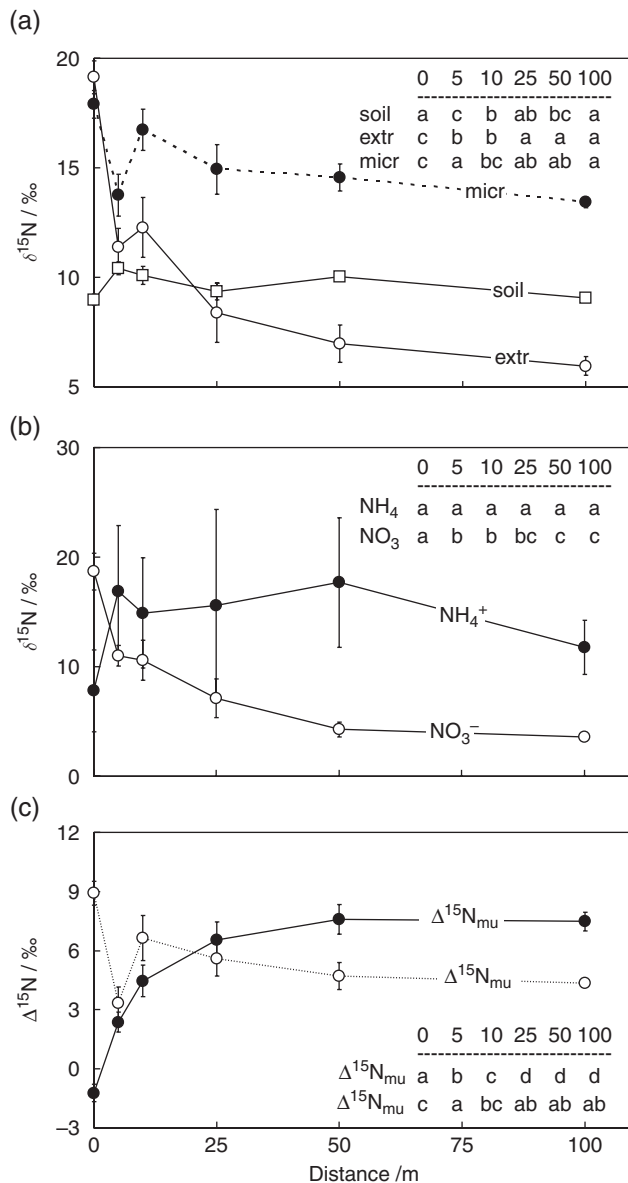 (a)
20
15
10
5
δ15N / ‰
0 5 10 25 50 100
soil a c b ab bc a
extr c b b a a a
micr c a bc ab ab a
micr
soil
extr
(b)
30
20
10
0
δ15N / ‰
0 5 10 25 50 100
NH4 a a a a a a
NO3 a b b bc c c
NH4+
NO3−
(c)
12
9
6
3
0
−3
Δ15N / ‰
Δ15Nmu
Δ15Nmu
0 5 10 25 50 100
Δ15Nmu a b c d d d
Δ15Nmu c a bc ab ab ab
0 25 50 75 100
Distance /m